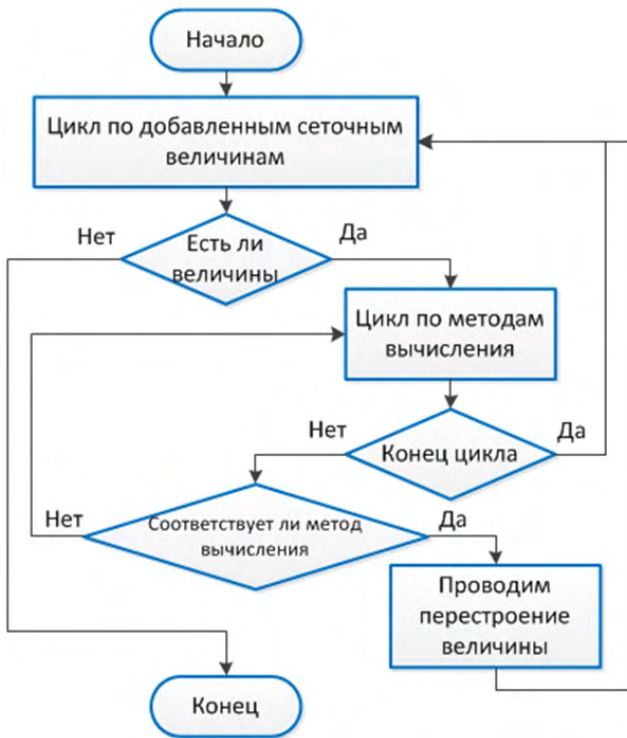 Начало
Цикл по добавленным сеточным
величинам
Нет
Есть ли
величины
Да
Цикл по методам
вычисления
Нет
Конец цикла
Да
Нет
Соответствует ли метод
вычисления
Да
Проводим
перестроение
величины
Конец